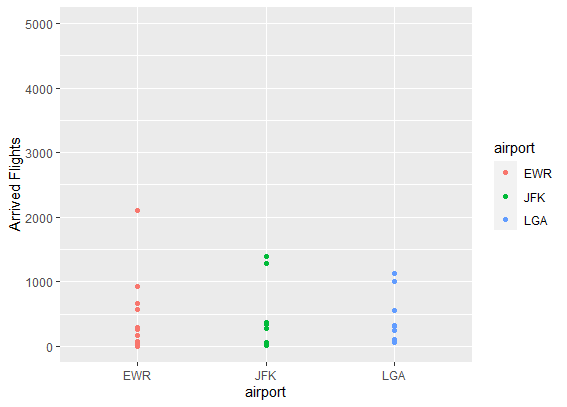 5000
4000
3000
2000
1000
0
Arrived Flights
EWR
JFK
LGA
airport
airport
EWR
JFK
LGA